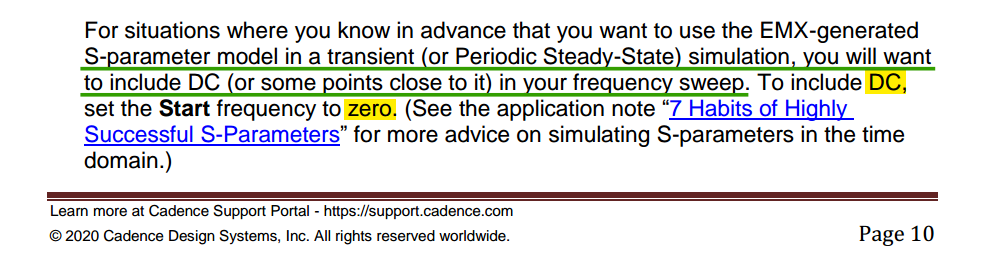 For situations where you know in advance that you want to use the EMX-generated
S-parameter model in a transient (or Periodic Steady-State) simulation, you will want
to include DC (or some points close to it) in your frequency sweep. To include DC,
set the Start frequency to zero. (See the application note “7 Habits of Highly
Successful S-Parameters” for more advice on simulating S-parameters in the time
domain.)
Learn more at Cadence Support Portal - https://support.cadence.com
© 2020 Cadence Design Systems, Inc. All rights reserved worldwide.
Page 10